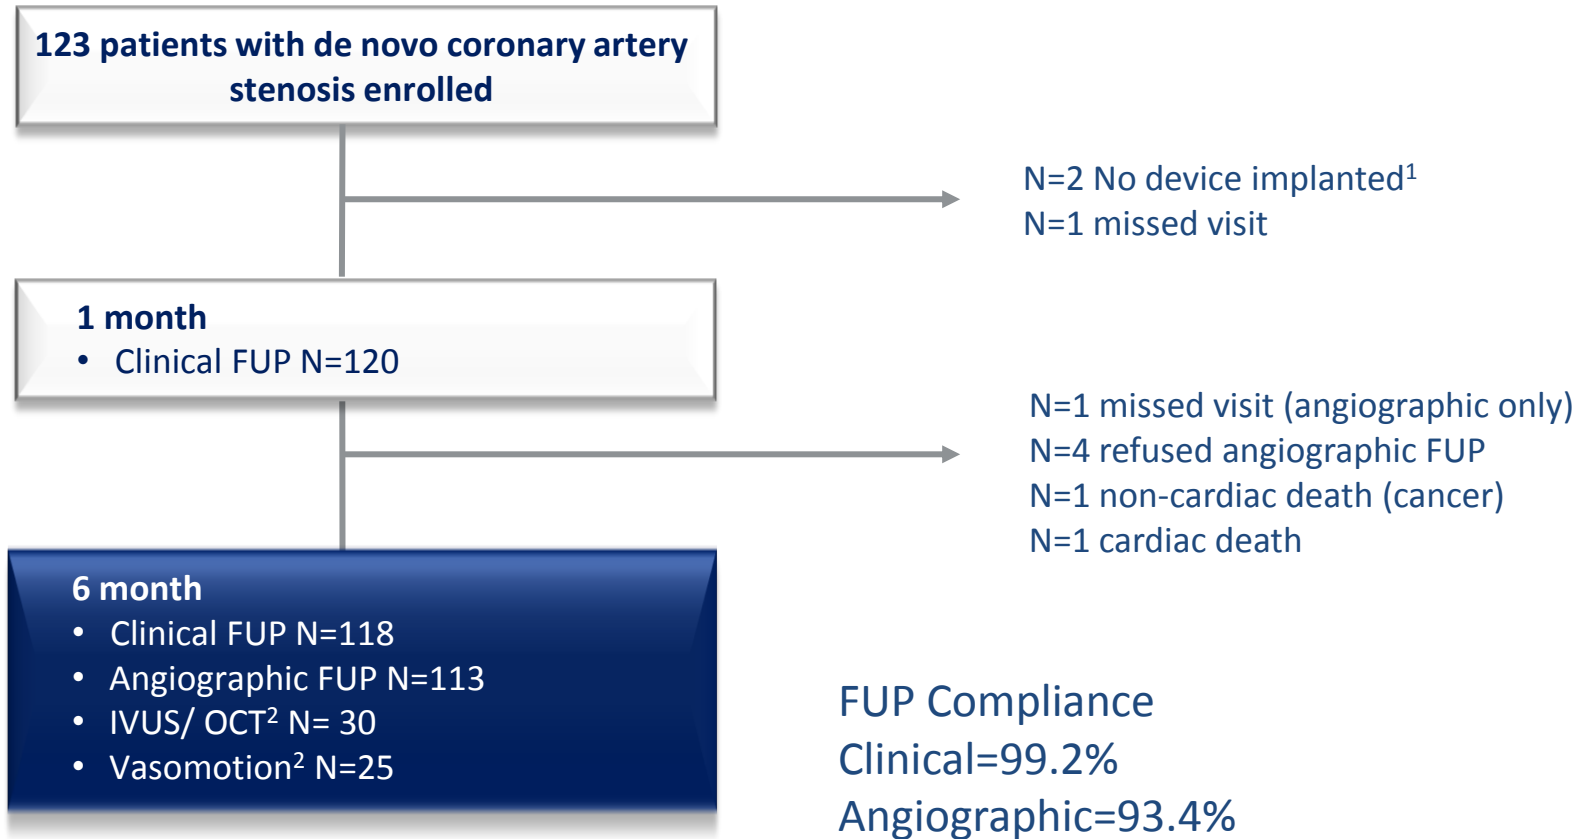 123 patients with de novo coronary artery
stenosis enrolled
N=2 No device implanted¹
N=1 missed visit
1 month
• Clinical FUP N=120
N=1 missed visit (angiographic only)
N=4 refused angiographic FUP
N=1 non-cardiac death (cancer)
N=1 cardiac death
6 month
• Clinical FUP N=118
• Angiographic FUP N=113
• IVUS/ OCT² N= 30
• Vasomotion² N=25
FUP Compliance
Clinical=99.2%
Angiographic=93.4%